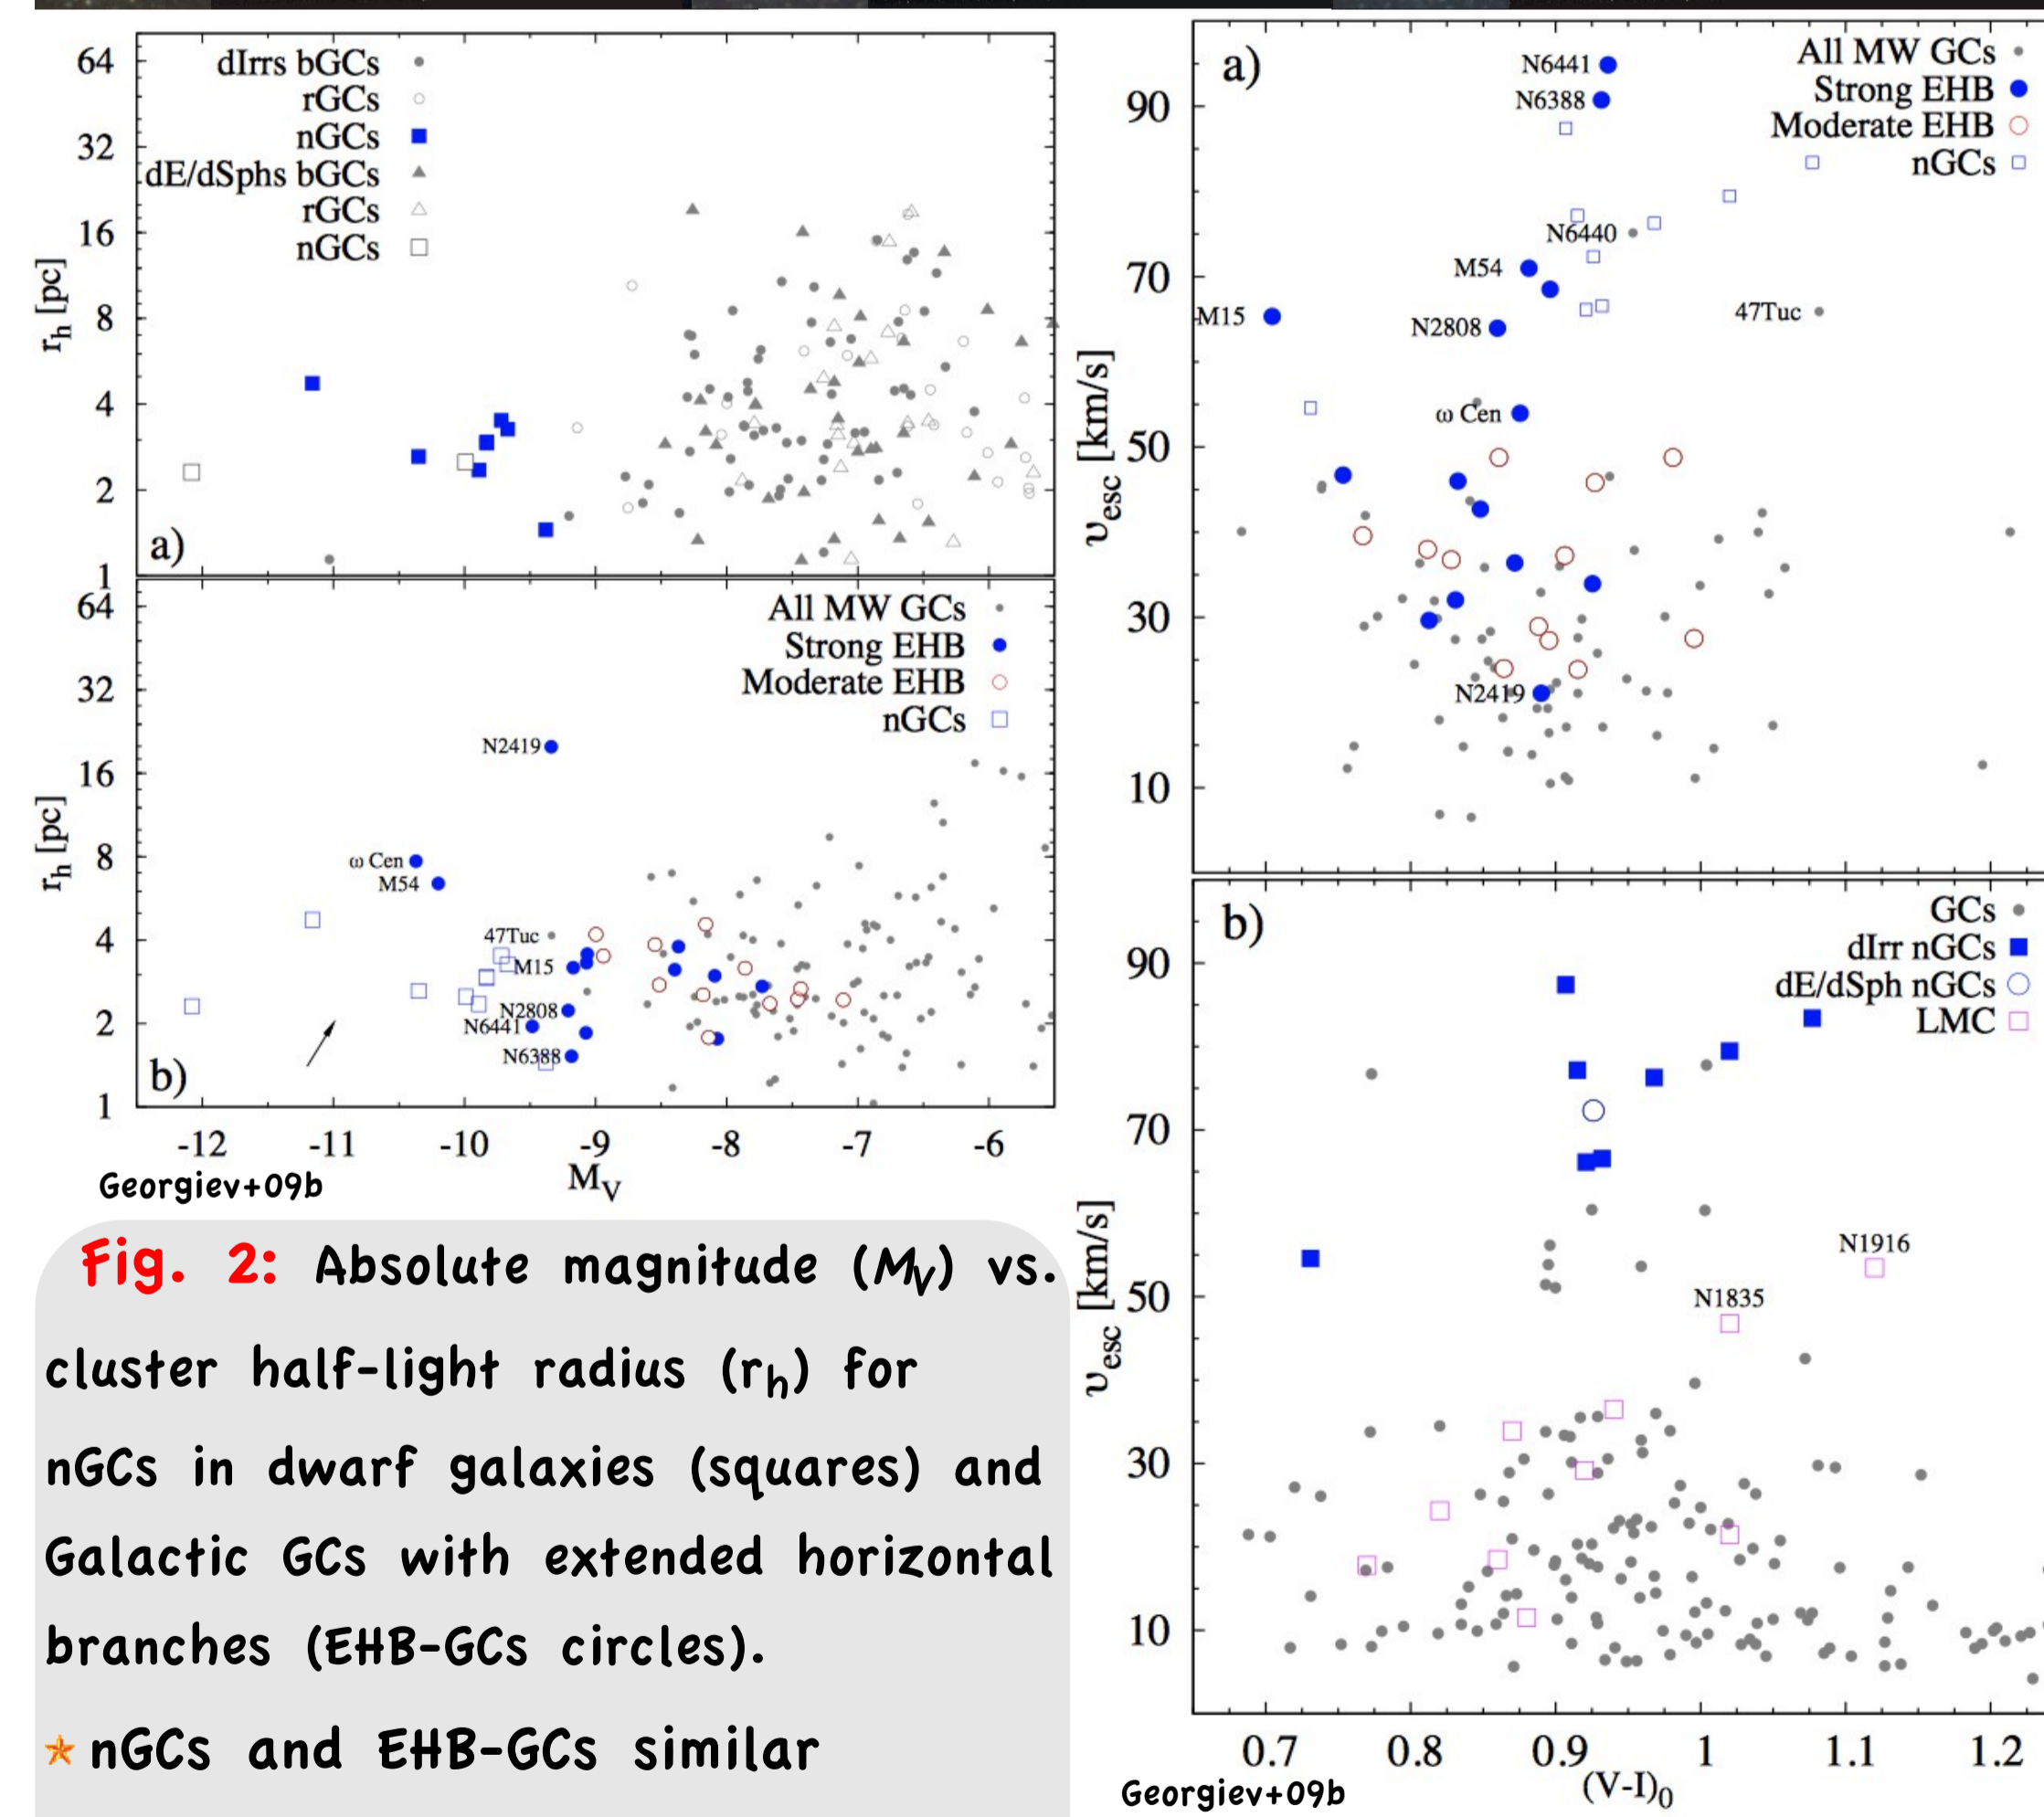 dIrrs bGCs
rGCs
nGCs
dE/dSphs bGCs
rGCs
nGCs
64
32
16
8
4
2
1
r_h [pc]
a)
All MW GCs
Strong EHB
Moderate EHB
nGCs
N2419
ω Cen
M54
47Tuc
M15
N2808
N6441
N6388
64
32
16
8
4
2
1
r_h [pc]
b)
-12 -11 -10 -9 -8 -7 -6
M_V
Georgiev+09b
Fig. 2: Absolute magnitude (M_V) vs.
cluster half-light radius (r_h) for
nGCs in dwarf galaxies (squares) and
Galactic GCs with extended horizontal
branches (EHB-GCs circles).
nGCs and EHB-GCs similar
a)
All MW GCs
Strong EHB
Moderate EHB
nGCs
N6441
N6388
N6440
M54
M15
N2808
47Tuc
ω Cen
N2419
90
70
50
30
10
υ_esc [km/s]
b)
GCs
dIrr nGCs
dE/dSph nGCs
LMC
N1916
N1835
90
70
50
30
10
υ_esc [km/s]
0.7 0.8 0.9 1 1.1 1.2
(V-I)_0
Georgiev+09b